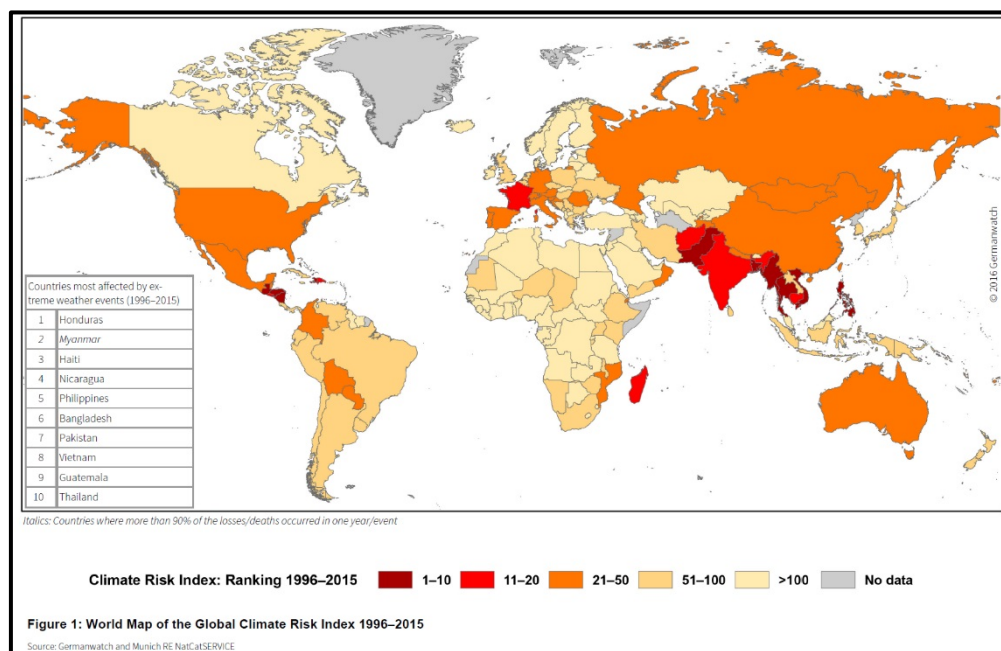 © 2016 Germanwatch
Countries most affected by ex-
treme weather events (1996–2015)
1 Honduras
2 Myanmar
3 Haiti
4 Nicaragua
5 Philippines
6 Bangladesh
7 Pakistan
8 Vietnam
9 Guatemala
10 Thailand
Italics: Countries where more than 90% of the losses/deaths occurred in one year/event
Climate Risk Index: Ranking 1996–2015 1–10 11–20 21–50 51–100 >100 No data
Figure 1: World Map of the Global Climate Risk Index 1996–2015
Source: Germanwatch and Munich RE NatCatSERVICE